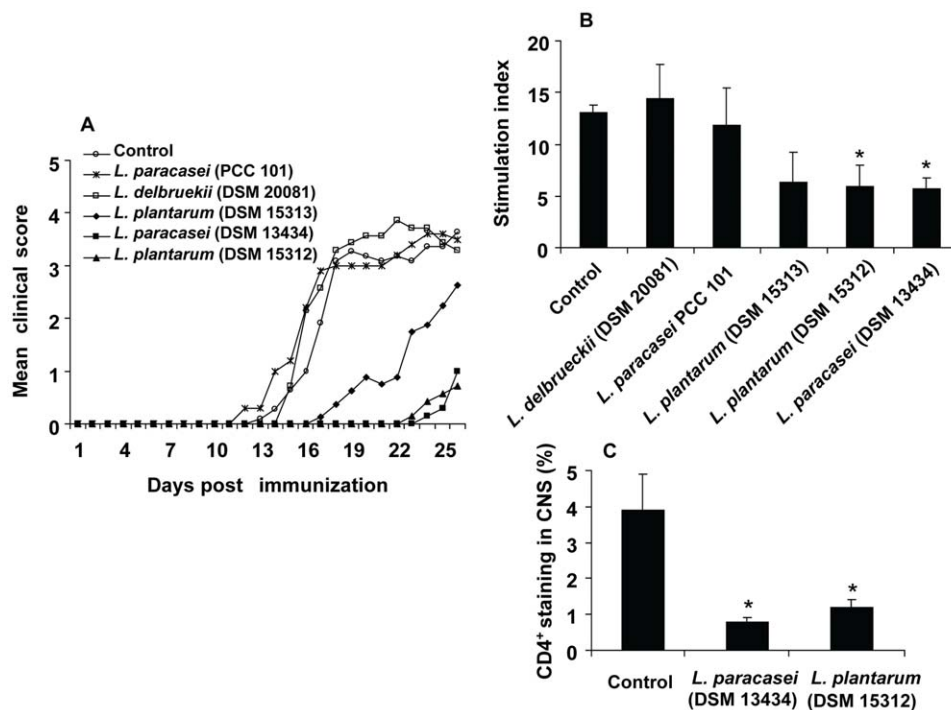 A
Control
L. paracasei (PCC 101)
L. delbruekii (DSM 20081)
L. plantarum (DSM 15313)
L. paracasei (DSM 13434)
L. plantarum (DSM 15312)
Mean clinical score
5
4
3
2
1
0
1 4 7 10 13 16 19 22 25
Days post immunization
B
Stimulation index
20
15
10
5
0
* *
Control
L. delbrueckii (DSM 20081)
L. paracasei PCC 101
L. plantarum (DSM 15313)
L. plantarum (DSM 15312)
L. paracasei (DSM 13434)
C
CD4+ staining in CNS (%)
5
4
3
2
1
0
* *
Control
L. paracasei
(DSM 13434)
L. plantarum
(DSM 15312)